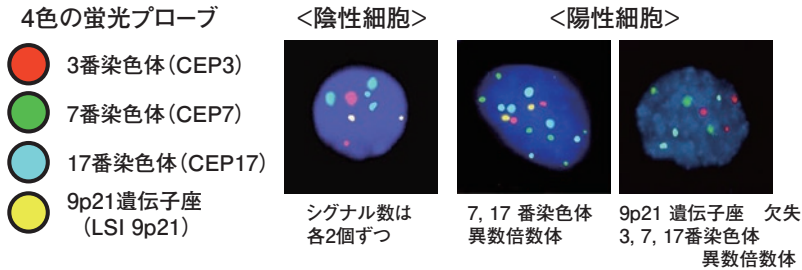 4色の蛍光プローブ
3番染色体(CEP3)
7番染色体(CEP7)
17番染色体(CEP17)
9p21遺伝子座
(LSI 9p21)
<陰性細胞>
シグナル数は
各2個ずつ
<陽性細胞>
7, 17 番染色体
異数倍数体
9p21 遺伝子座　欠失
3, 7, 17番染色体
異数倍数体